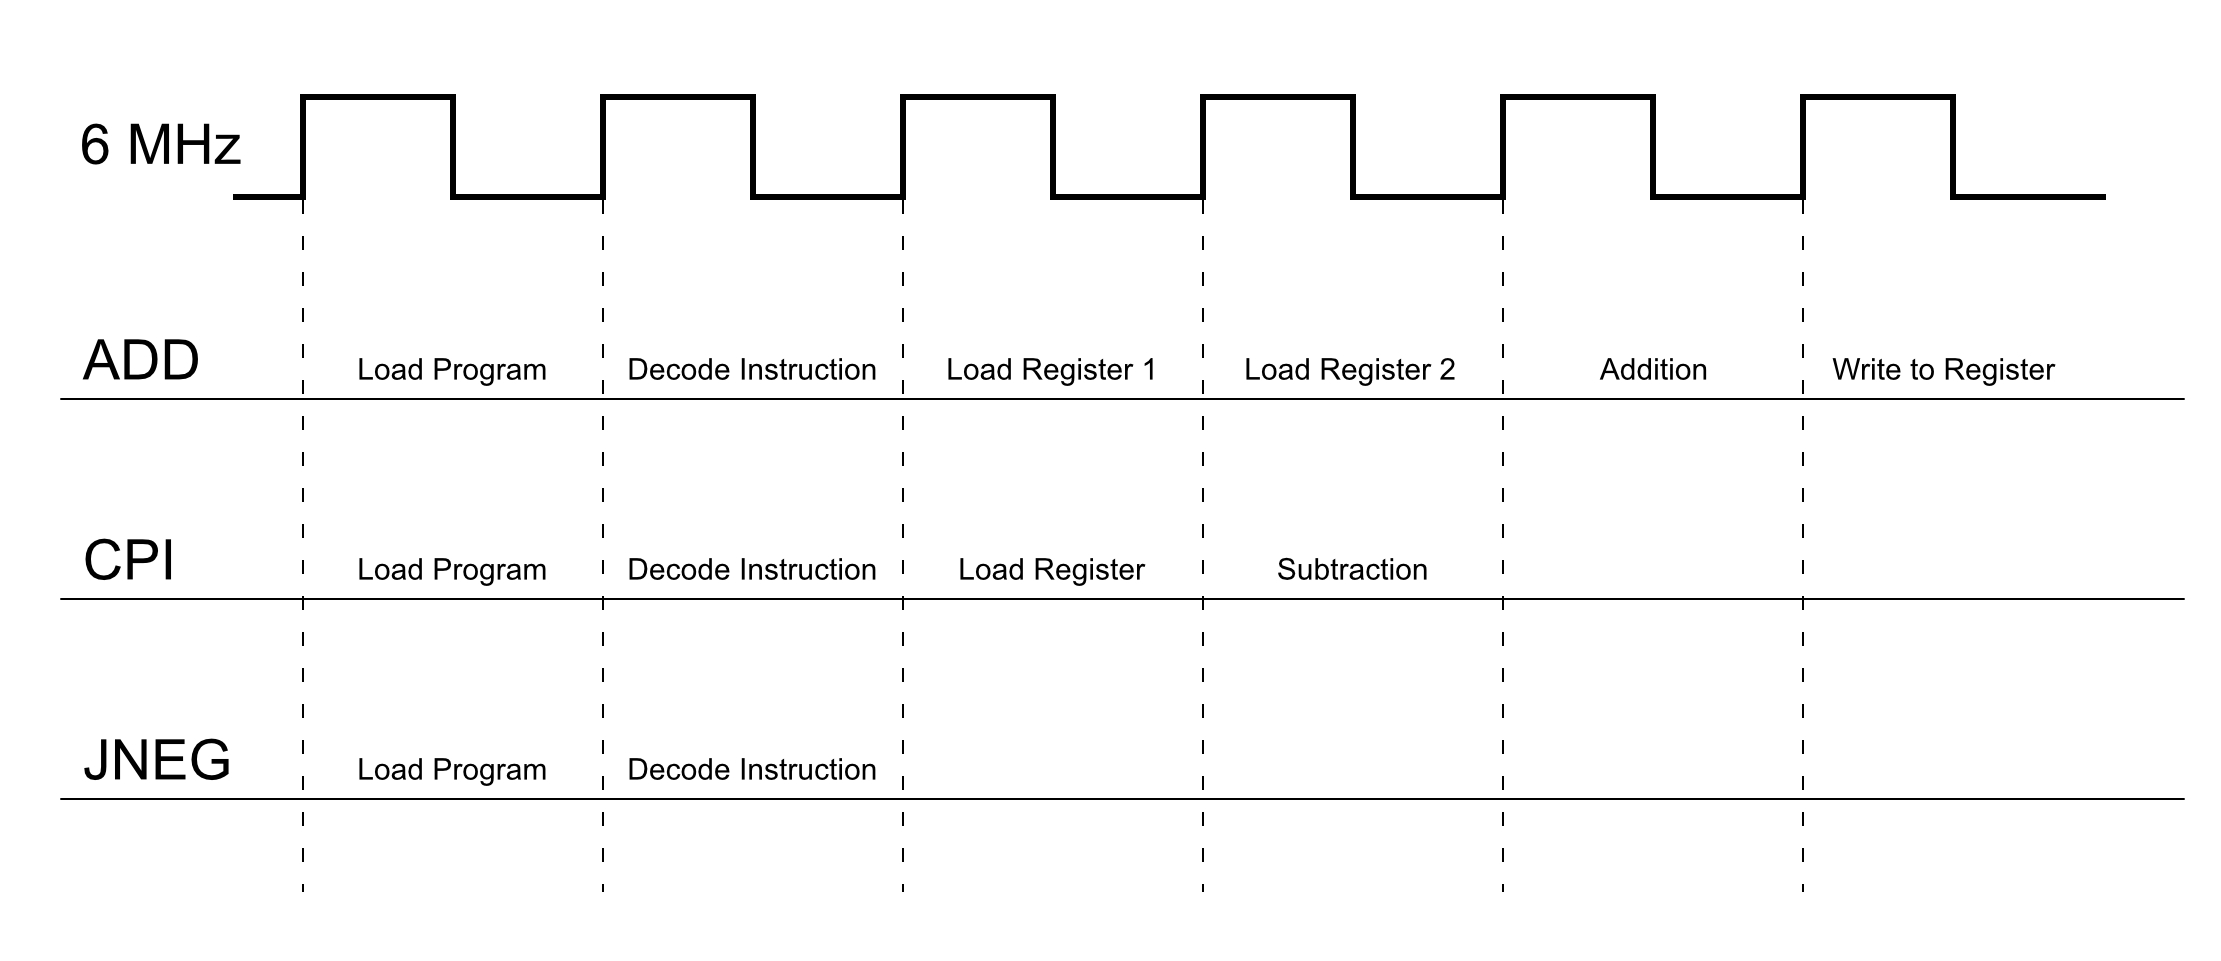 6 MHz
ADD Load Program Decode Instruction Load Register 1 Load Register 2 Addition Write to Register
CPI Load Program Decode Instruction Load Register Subtraction
JNEG Load Program Decode Instruction